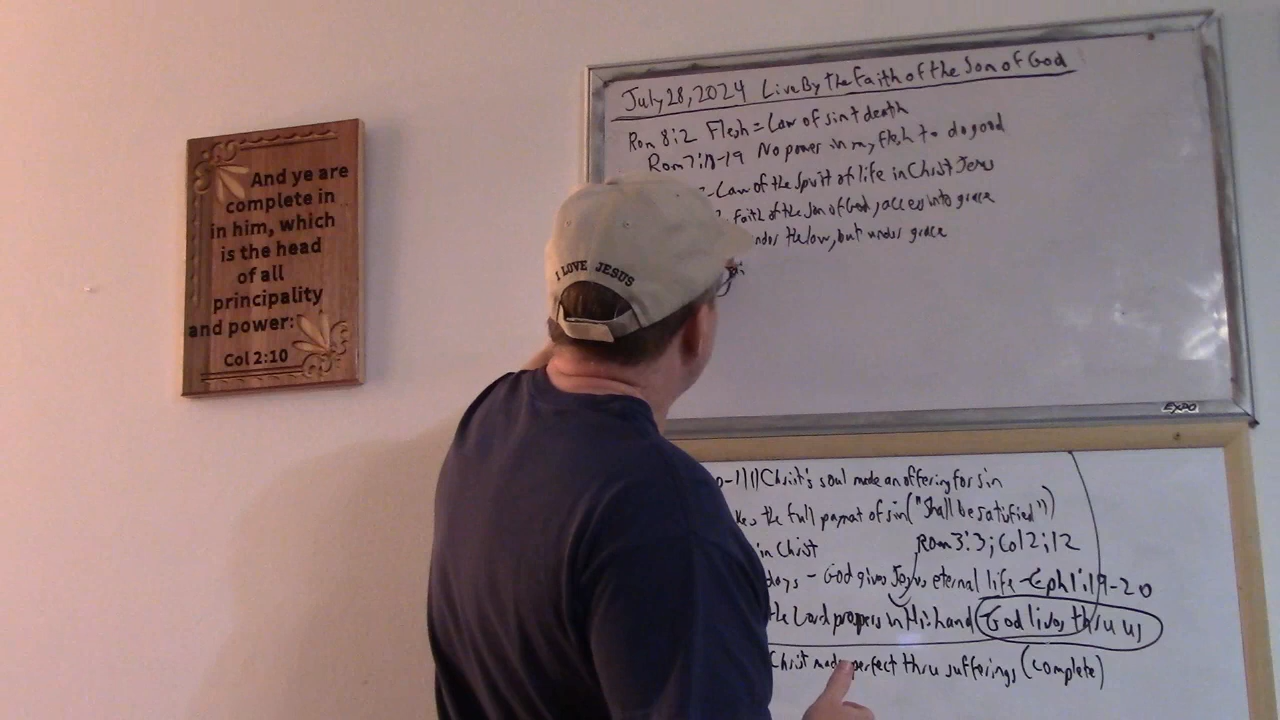 And ye are
complete in
in him, which
is the head
of all
principality
and power:
Col 2:10
I LOVE JESUS
July 28, 2024 Live By The Faith of the Son of God
Rom 8:2 Flesh = Law of sin + death
Rom 7:18-19 No power in my flesh to do good
= Law of the Spirit of life in Christ Jesus
Faith of the Son of God, access into grace
under the law, but under grace
EXPO
Christ's soul made an offering for sin
the full payment of sin ("Shall be satisfied")
in Christ Rom 3:3; Col 2:12
days - God gives Jesus eternal life - Eph 1:19-20
the Lord prospers in His hand God lives thru us
Christ made perfect thru sufferings (complete)